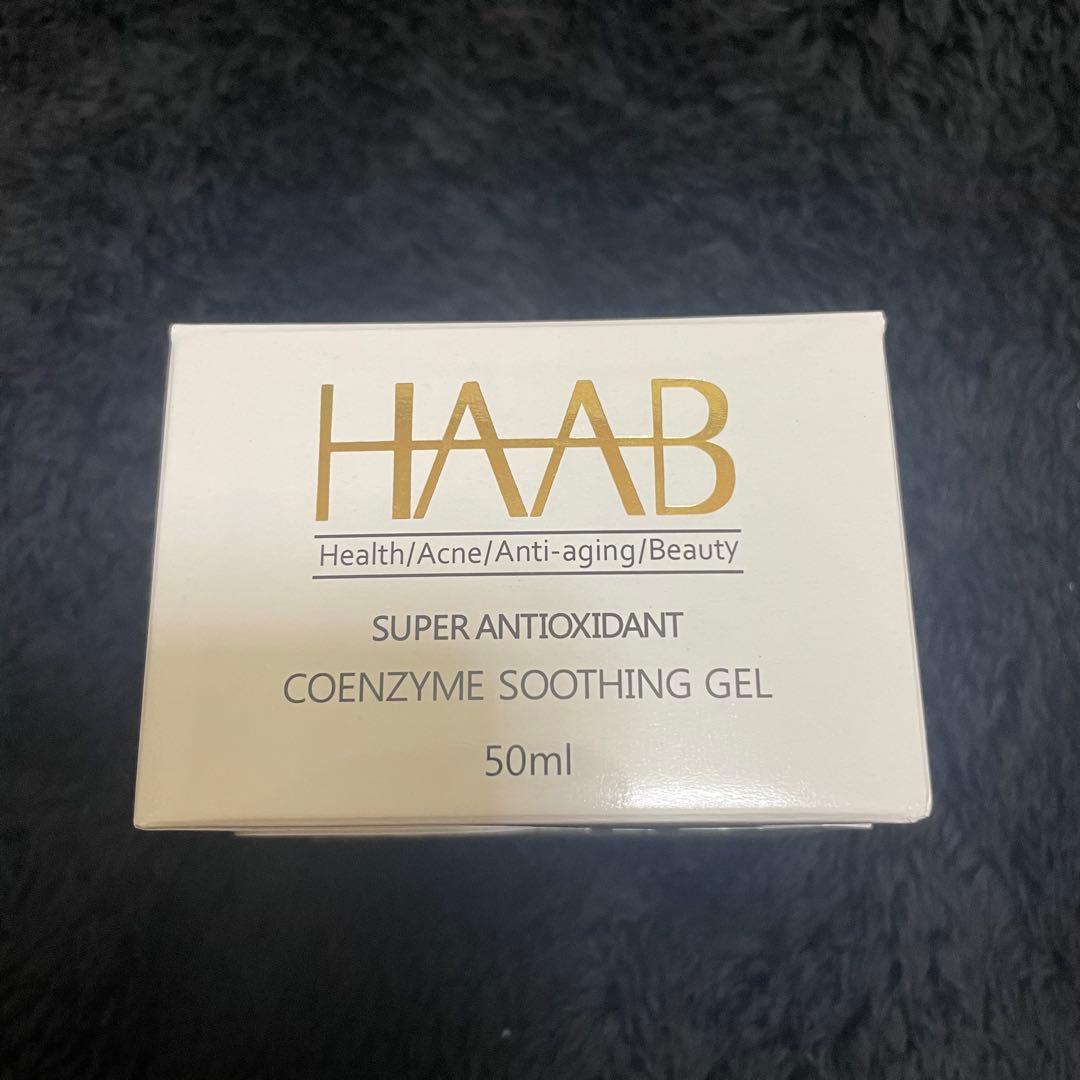 HAAB
Health/Acne/Anti-aging/Beauty
SUPER ANTIOXIDANT
COENZYME SOOTHING GEL
50ml